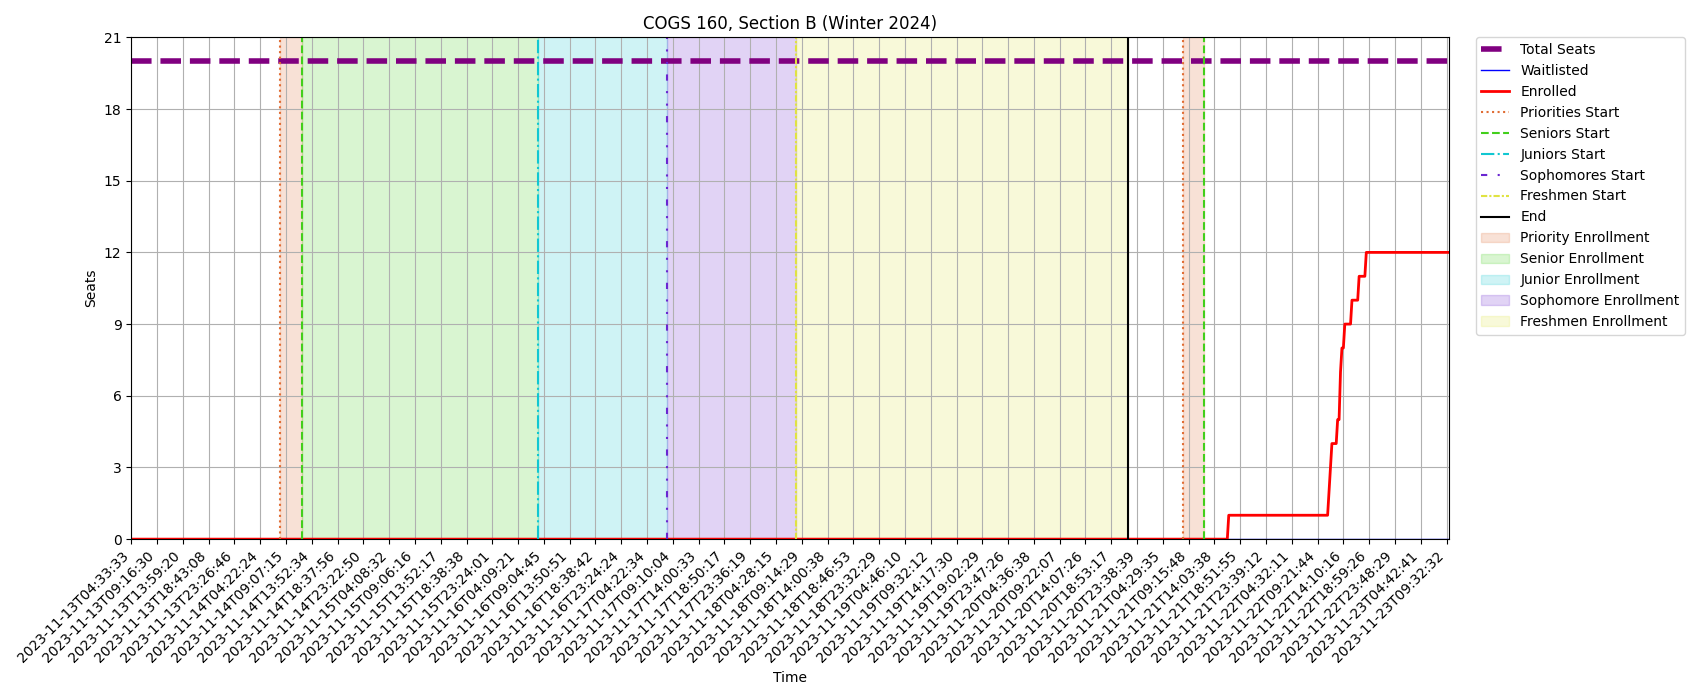 COGS 160, Section B (Winter 2024)
21
18
15
12
9
6
3
0
Seats
2023-11-13T04:33:33
2023-11-13T09:16:30
2023-11-13T13:59:20
2023-11-13T18:43:08
2023-11-13T23:26:46
2023-11-14T04:22:24
2023-11-14T09:07:15
2023-11-14T13:52:34
2023-11-14T18:37:56
2023-11-14T23:22:50
2023-11-15T04:08:32
2023-11-15T09:06:16
2023-11-15T13:52:17
2023-11-15T18:38:38
2023-11-15T23:24:01
2023-11-16T04:09:21
2023-11-16T09:04:45
2023-11-16T13:50:51
2023-11-16T18:38:42
2023-11-16T23:24:24
2023-11-17T04:22:34
2023-11-17T09:10:04
2023-11-17T14:00:33
2023-11-17T18:50:17
2023-11-17T23:36:19
2023-11-18T04:28:15
2023-11-18T09:14:29
2023-11-18T14:00:38
2023-11-18T18:46:53
2023-11-18T23:32:29
2023-11-19T04:46:10
2023-11-19T09:32:12
2023-11-19T14:17:30
2023-11-19T19:02:29
2023-11-19T23:47:26
2023-11-20T04:36:38
2023-11-20T09:22:07
2023-11-20T14:07:26
2023-11-20T18:53:17
2023-11-20T23:38:39
2023-11-21T04:29:35
2023-11-21T09:15:48
2023-11-21T14:03:38
2023-11-21T18:51:55
2023-11-21T23:39:12
2023-11-22T04:32:11
2023-11-22T09:21:44
2023-11-22T14:10:16
2023-11-22T18:59:26
2023-11-22T23:48:29
2023-11-23T04:42:41
2023-11-23T09:32:32
Time
Total Seats
Waitlisted
Enrolled
Priorities Start
Seniors Start
Juniors Start
Sophomores Start
Freshmen Start
End
Priority Enrollment
Senior Enrollment
Junior Enrollment
Sophomore Enrollment
Freshmen Enrollment